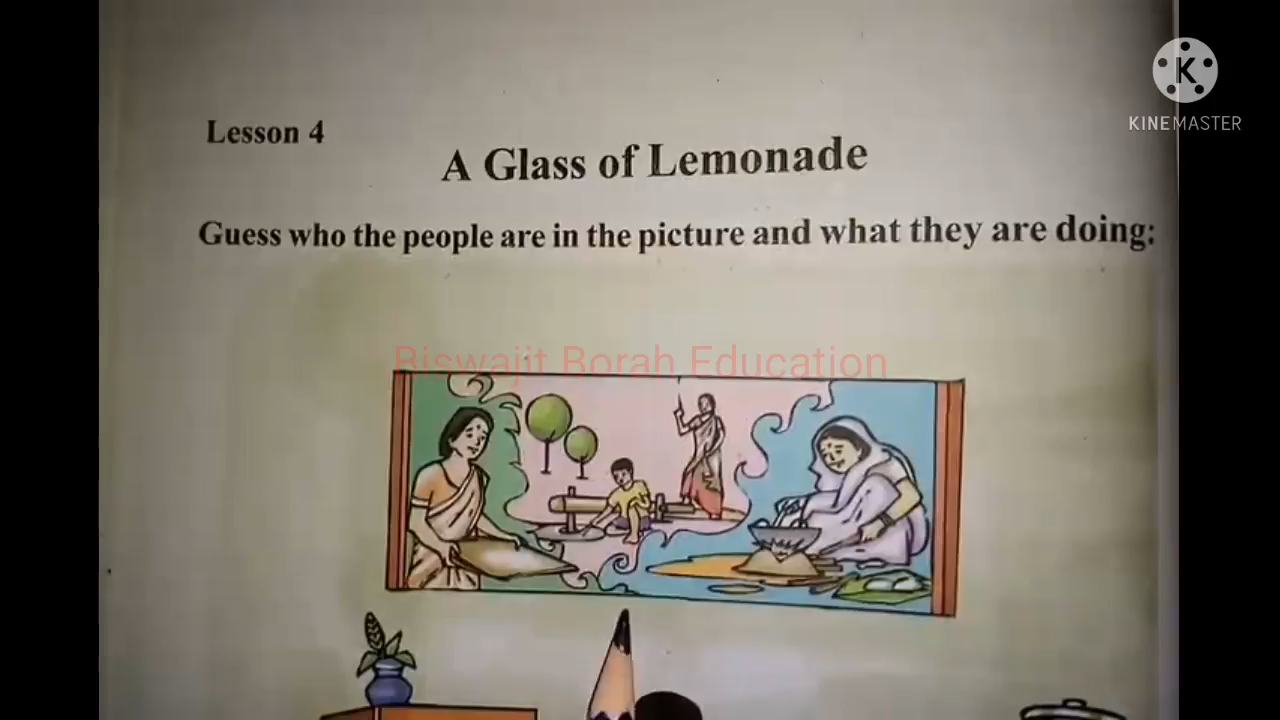 KINEMASTER
Lesson 4
A Glass of Lemonade
Guess who the people are in the picture and what they are doing:
Biswajit Borah Education